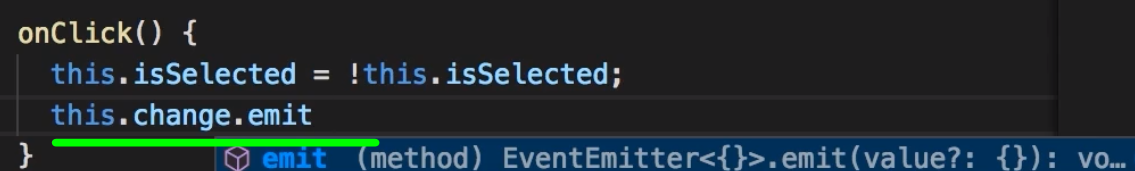 onClick() {
this.isSelected = !this.isSelected;
this.change.emit
}
emit (method) EventEmitter<{}>.emit(value?: {}): vo…